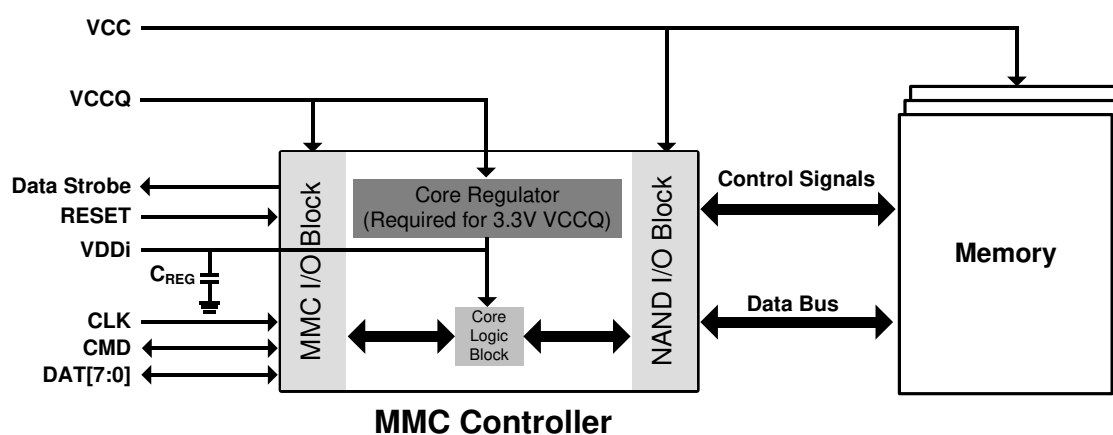 VCC
VCCQ
Data Strobe
RESET
VDDi
CREG
CLK
CMD
DAT[7:0]
MMC I/O Block
Core Regulator
(Required for 3.3V VCCQ)
Core
Logic
Block
NAND I/O Block
Control Signals
Data Bus
Memory
MMC Controller